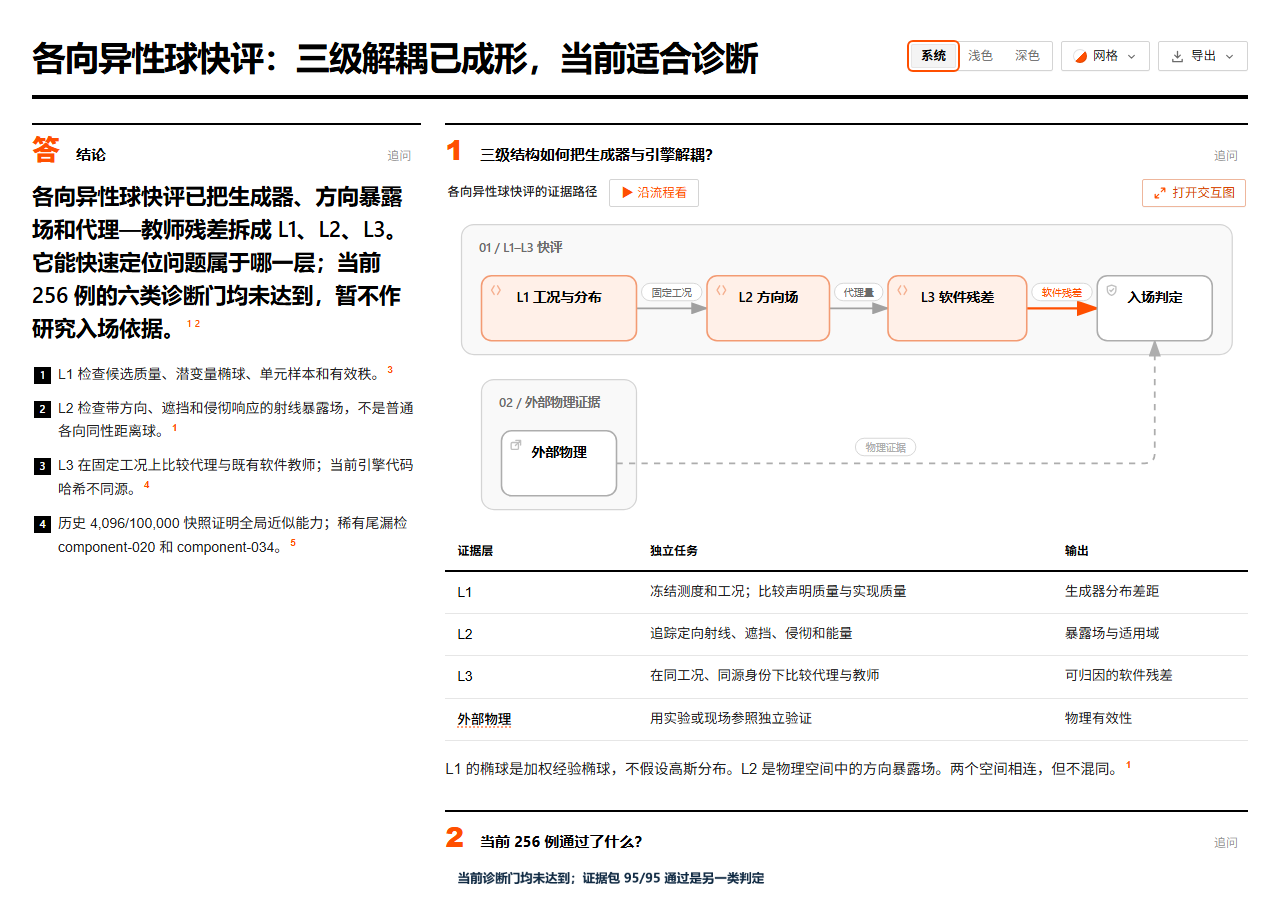 各向异性球快评：三级解耦已成形，当前适合诊断
系统
浅色
深色
网格
导出
答 结论
追问
各向异性球快评已把生成器、方向暴露
场和代理—教师残差拆成 L1、L2、L3。
它能快速定位问题属于哪一层；当前
256 例的六类诊断门均未达到，暂不作
研究入场依据。 1 2
1 L1 检查候选质量、潜变量椭球、单元样本和有效秩。 3
2 L2 检查带方向、遮挡和侵彻响应的射线暴露场，不是普通
各向同性距离球。 1
3 L3 在固定工况上比较代理与既有软件教师；当前引擎代码
哈希不同源。 4
4 历史 4,096/100,000 快照证明全局近似能力；稀有尾漏检
component-020 和 component-034。 5
1 三级结构如何把生成器与引擎解耦？
追问
各向异性球快评的证据路径
沿流程看
打开交互图
01 / L1–L3 快评
L1 工况与分布
固定工况
L2 方向场
代理量
L3 软件残差
软件残差
入场判定
02 / 外部物理证据
外部物理
物理证据
证据层 独立任务 输出
L1 冻结测度和工况；比较声明质量与实现质量 生成器分布差距
L2 追踪定向射线、遮挡、侵彻和能量 暴露场与适用域
L3 在同工况、同源身份下比较代理与教师 可归因的软件残差
外部物理 用实验或现场参照独立验证 物理有效性
L1 的椭球是加权经验椭球，不假设高斯分布。L2 是物理空间中的方向暴露场。两个空间相连，但不混同。 1
2 当前 256 例通过了什么？
追问
当前诊断门均未达到；证据包 95/95 通过是另一类判定